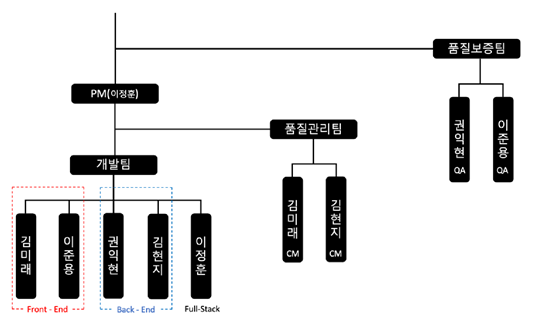 품질보증팀
PM(이정훈)
권익현 QA
이준용 QA
품질관리팀
개발팀
김미래 CM
김현지 CM
김미래
이준용
권익현
김현지
이정훈
Front - End
Back - End
Full-Stack